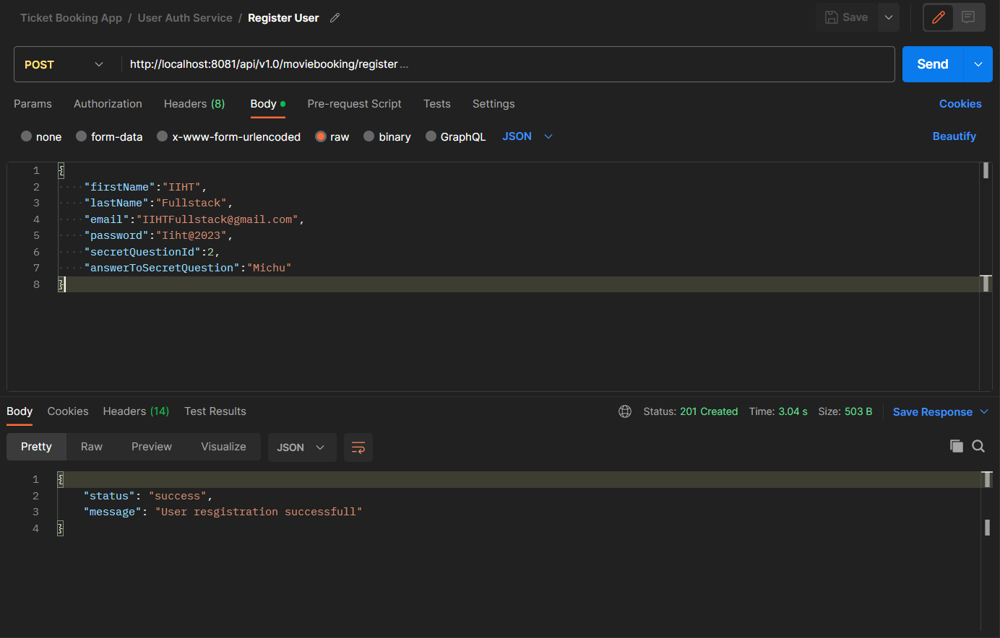 Ticket Booking App / User Auth Service / Register User
Save
POST http://localhost:8081/api/v1.0/moviebooking/register ...
Send
Params Authorization Headers (8) Body Pre-request Script Tests Settings Cookies
none form-data x-www-form-urlencoded raw binary GraphQL JSON Beautify
1 {
2 ····"firstName":"IIHT",
3 ····"lastName":"Fullstack",
4 ····"email":"IIHTFullstack@gmail.com",
5 ····"password":"Iiht@2023",
6 ····"secretQuestionId":2,
7 ····"answerToSecretQuestion":"Michu"
8 }
Body Cookies Headers (14) Test Results Status: 201 Created Time: 3.04 s Size: 503 B Save Response
Pretty Raw Preview Visualize JSON
1 {
2 "status": "success",
3 "message": "User resgistration successfull"
4 }